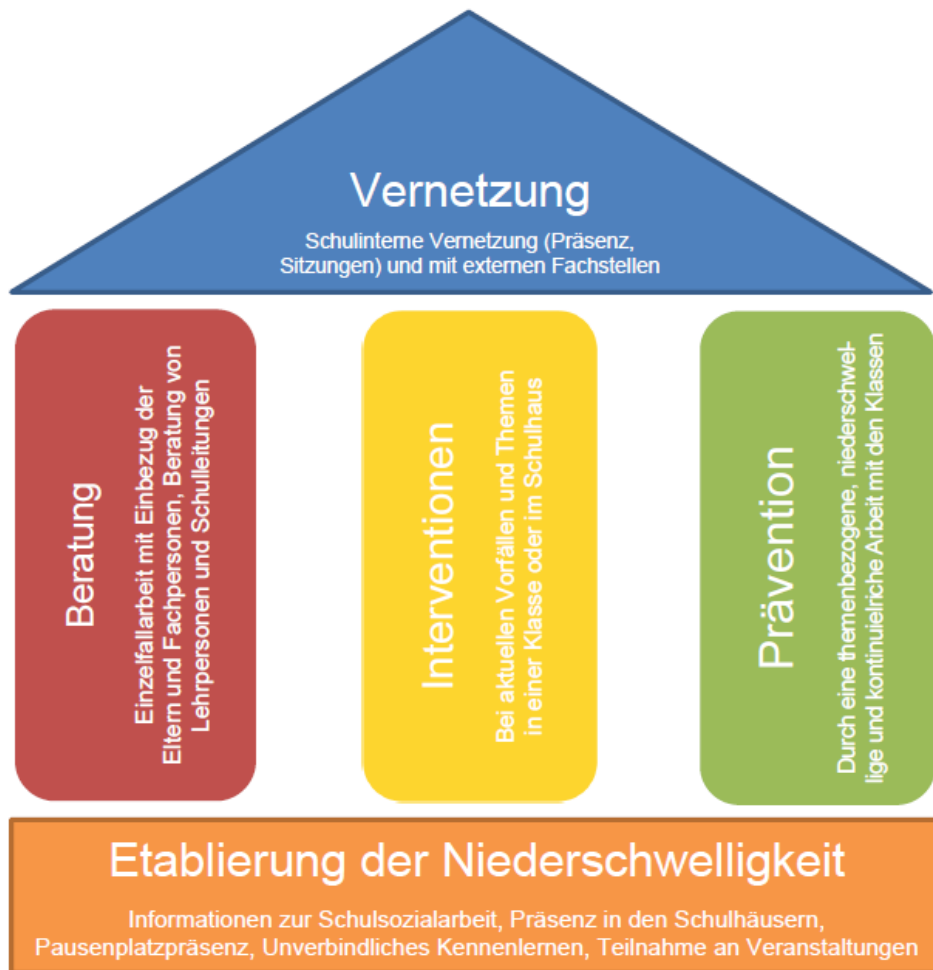 Vernetzung
Schulinterne Vernetzung (Präsenz,
Sitzungen) und mit externen Fachstellen
Beratung
Einzelfallarbeit mit Einbezug der
Eltern und Fachpersonen, Beratung von
Lehrpersonen und Schulleitungen
Interventionen
Bei aktuellen Vorfällen und Themen
in einer Klasse oder im Schulhaus
Prävention
Durch eine themenbezogene, niederschwel-
lige und kontinuielriche Arbeit mit den Klassen
Etablierung der Niederschwelligkeit
Informationen zur Schulsozialarbeit, Präsenz in den Schulhäusern,
Pausenplatzpräsenz, Unverbindliches Kennenlernen, Teilnahme an Veranstaltungen